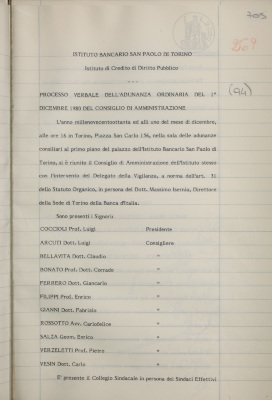 705
2509
(94)
ISTITUTO BANCARIO SAN PAOLO DI TORINO
Istituto di Credito di Diritto Pubblico
PROCESSO VERBALE DELL'ADUNANZA ORDINARIA DEL 1°
DICEMBRE 1980 DEL CONSIGLIO DI AMMINISTRAZIONE
L'anno millenovecentoottanta ed allì uno del mese di dicembre,
alle ore 16 in Torino, Piazza San Carlo 156, nella sala delle adunanze
consiliari al primo piano del palazzo dell'Istituto Bancario San Paolo di
Torino, si è riunito il Consiglio di Amministrazione dell'Istituto stesso
con l'intervento del Delegato della Vigilanza, a norma dell'art. 31
dello Statuto Organico, in persona del Dott. Massimo Isernia, Direttore
della Sede di Torino della Banca d'Italia.
Sono presenti i Signori:
COCCIOLI Prof. Luigi Presidente
ARCUTI Dott. Luigi Consigliere
BELLAVITA Dott. Claudio "
BONATO Prof. Dott. Corrado "
FERRERO Dott. Giancarlo "
FILIPPI Prof. Enrico "
GIANNI Dott. Fabrizio "
ROSSOTTO Avv. Carlofelice "
SALZA Geom. Enrico "
VERZELETTI Prof. Pietro "
VESIN Dott. Carlo "
E' presente il Collegio Sindacale in persona dei Sindaci Effettivi